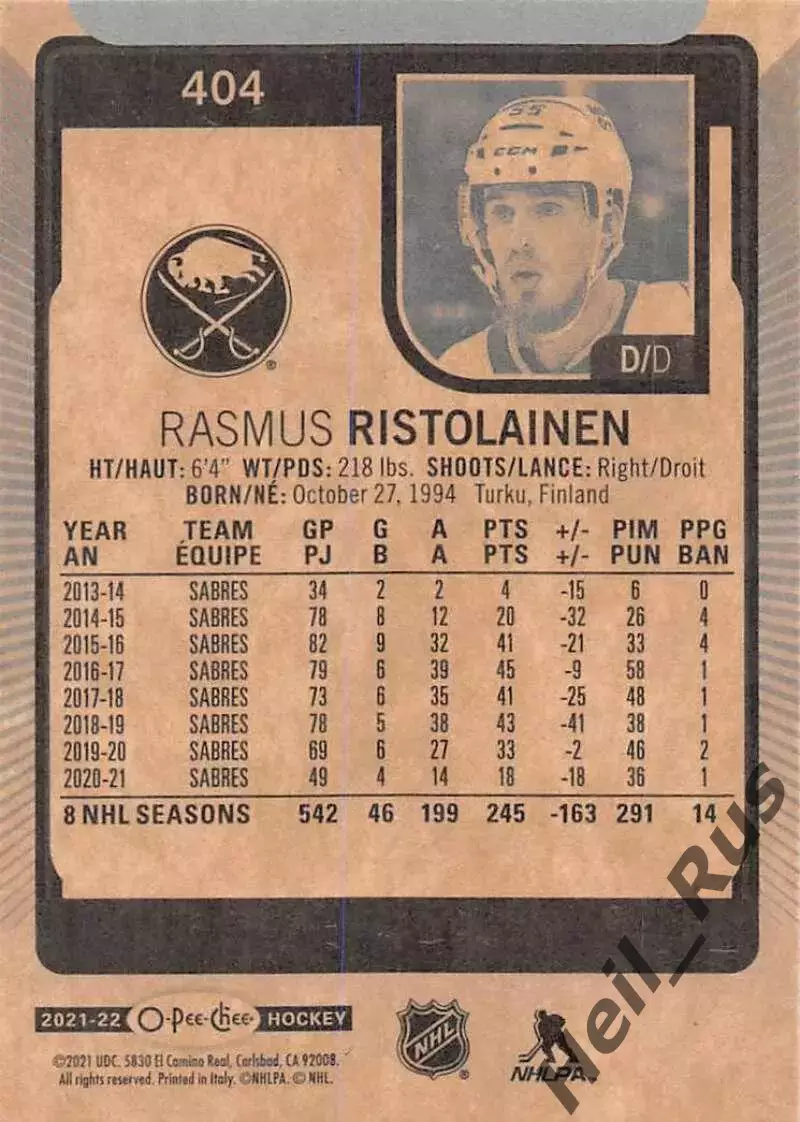 404
55
CCM
D/D
RASMUS RISTOLAINEN
HT/HAUT: 6'4" WT/PDS: 218 lbs. SHOOTS/LANCE: Right/Droit
BORN/NÉ: October 27, 1994 Turku, Finland
YEAR TEAM GP G A PTS +/- PIM PPG
AN ÉQUIPE PJ B A PTS +/- PUN BAN
2013-14 SABRES 34 2 2 4 -15 6 0
2014-15 SABRES 78 8 12 20 -32 26 4
2015-16 SABRES 82 9 32 41 -21 33 4
2016-17 SABRES 79 6 39 45 -9 58 1
2017-18 SABRES 73 6 35 41 -25 48 1
2018-19 SABRES 78 5 38 43 -41 38 1
2019-20 SABRES 69 6 27 33 -2 46 2
2020-21 SABRES 49 4 14 18 -18 36 1
8 NHL SEASONS 542 46 199 245 -163 291 14
2021-22 O-Pee-Chee HOCKEY
©2021 UDC. 5830 El Camino Real, Carlsbad, CA 92008.
All rights reserved. Printed in Italy. ©NHLPA. © NHL.
NHL
NHLPA
Neil_Rus